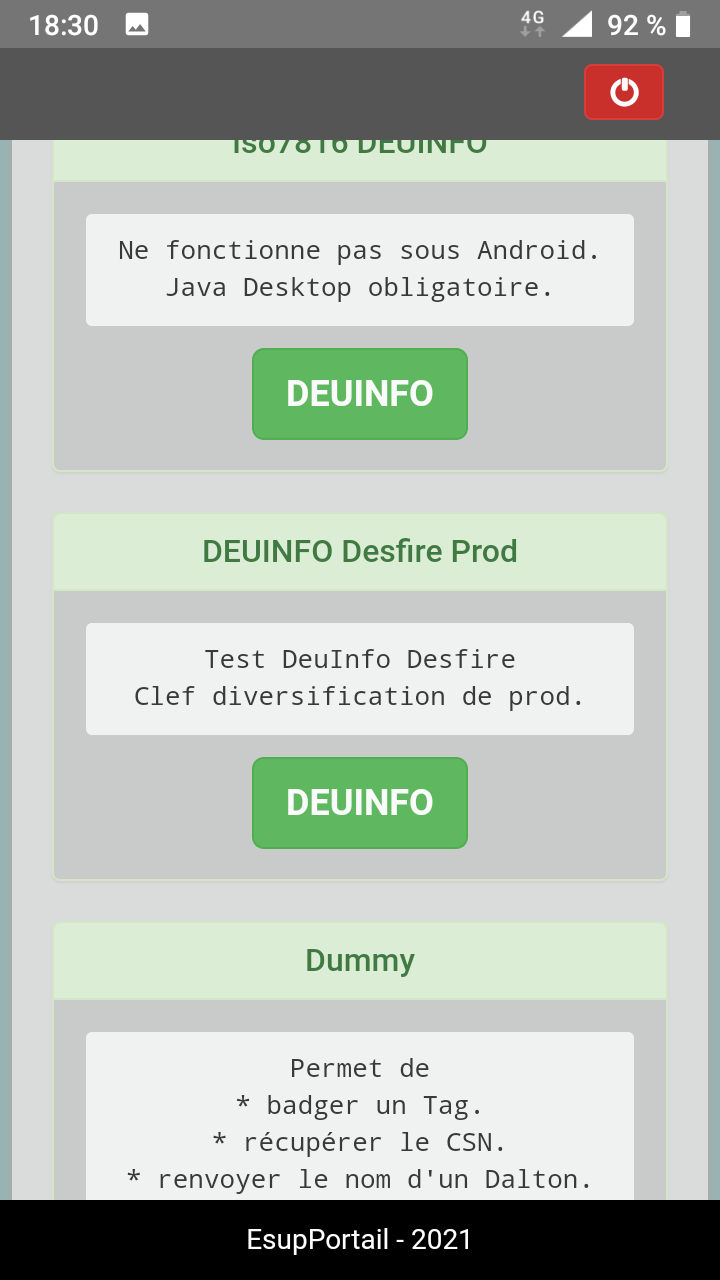 18:30
4G
92 %
Iso7816 DEUINFO
Ne fonctionne pas sous Android.
Java Desktop obligatoire.
DEUINFO
DEUINFO Desfire Prod
Test DeuInfo Desfire
Clef diversification de prod.
DEUINFO
Dummy
Permet de
* badger un Tag.
* récupérer le CSN.
* renvoyer le nom d'un Dalton.
EsupPortail - 2021